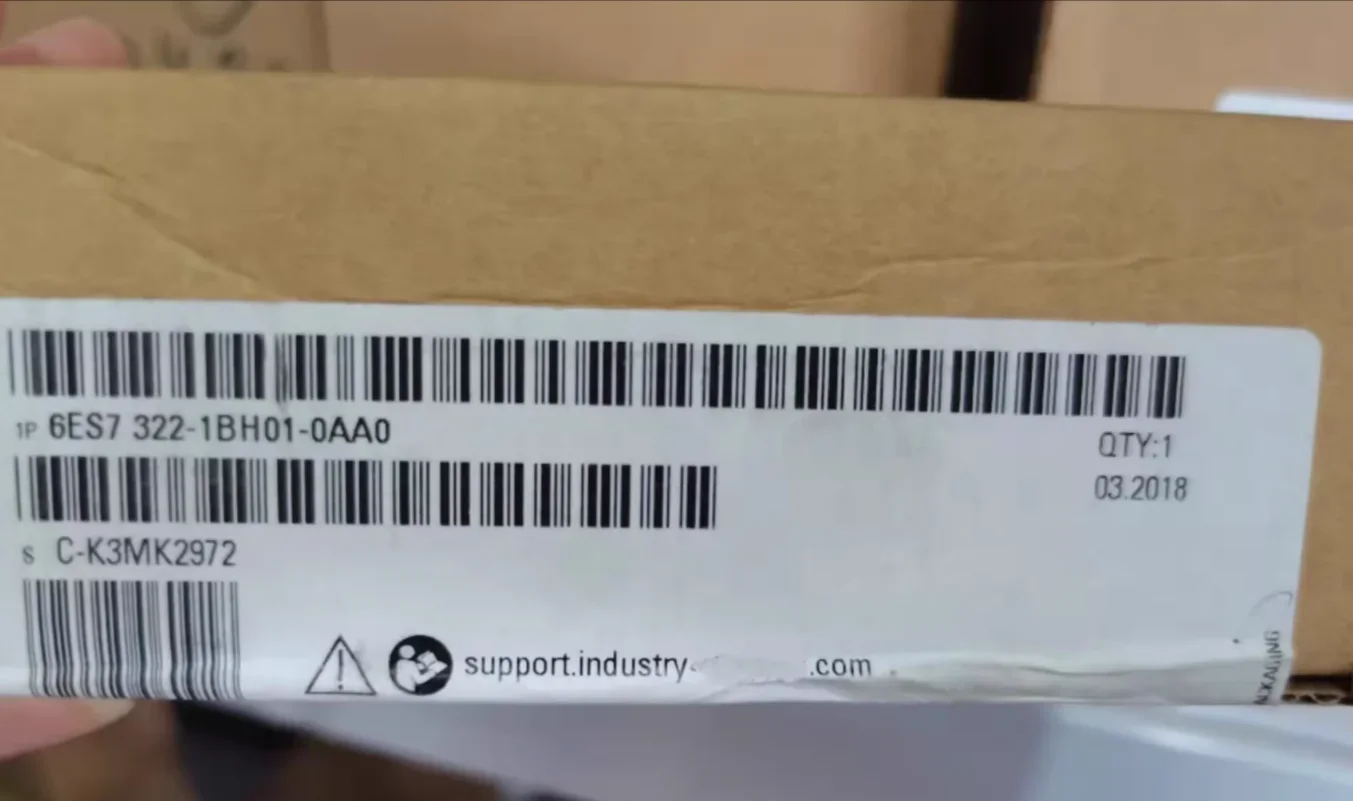 1P 6ES7 322-1BH01-0AA0
QTY:1
03.2018
S C-K3MK2972
support.industry .com